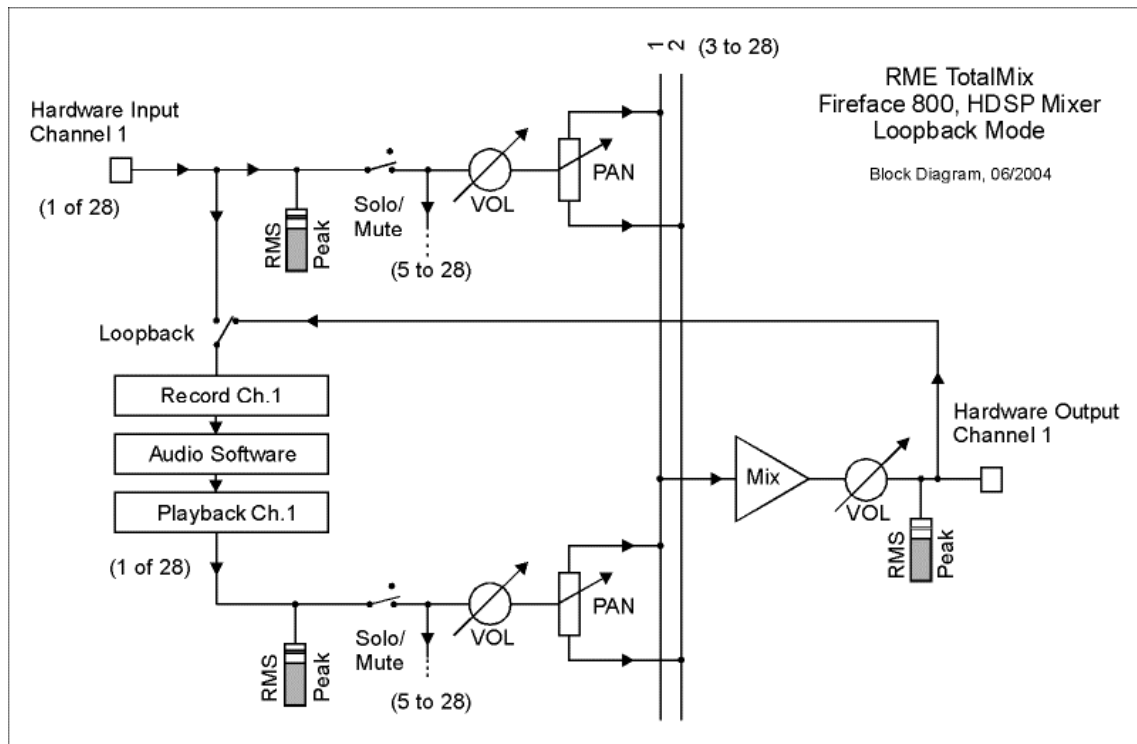 1
2
(3 to 28)
RME TotalMix
Fireface 800, HDSP Mixer
Loopback Mode
Block Diagram, 06/2004
Hardware Input
Channel 1
(1 of 28)
RMS
Peak
Solo/
Mute
(5 to 28)
VOL
PAN
Loopback
Record Ch.1
Audio Software
Playback Ch.1
(1 of 28)
RMS
Peak
Solo/
Mute
(5 to 28)
VOL
PAN
Mix
VOL
Hardware Output
Channel 1
RMS
Peak